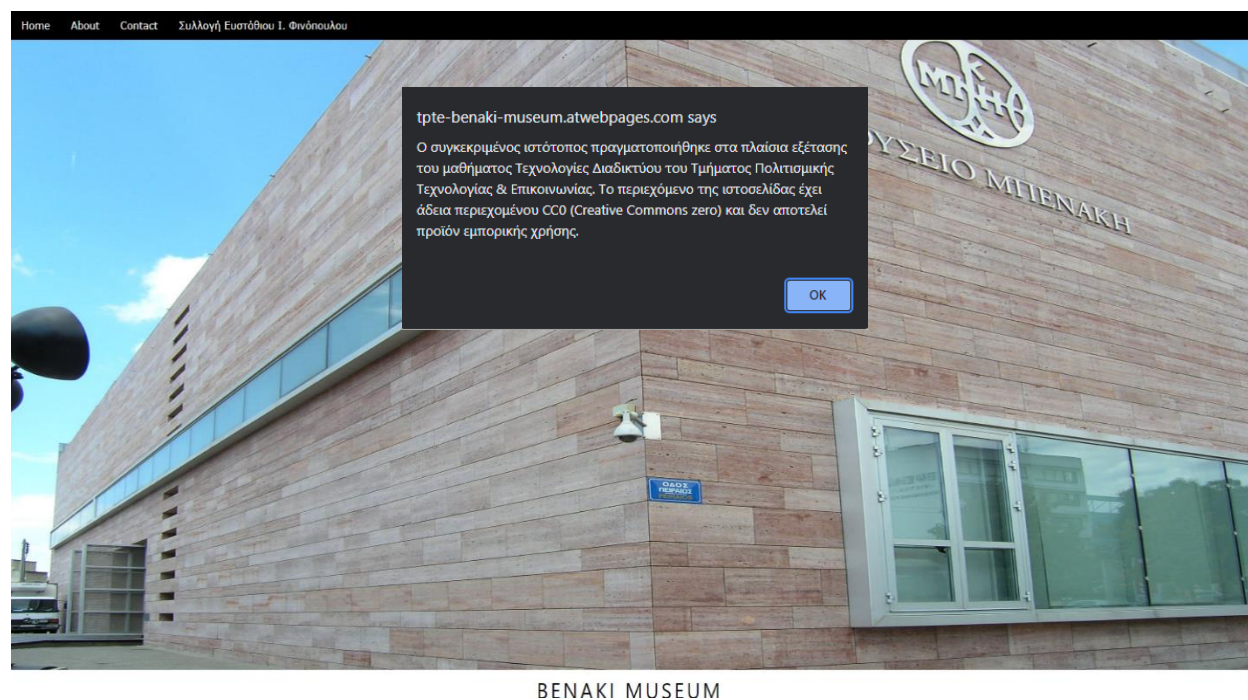 Home About Contact Συλλογή Ευστάθιου Ι. Φινόπουλου
tpte-benaki-museum.atwebpages.com says
Ο συγκεκριμένος ιστότοπος πραγματοποιήθηκε στα πλαίσια εξέτασης
του μαθήματος Τεχνολογίες Διαδικτύου του Τμήματος Πολιτισμικής
Τεχνολογίας & Επικοινωνίας. Το περιεχόμενο της ιστοσελίδας έχει
άδεια περιεχομένου CC0 (Creative Commons zero) και δεν αποτελεί
προϊόν εμπορικής χρήσης.
OK
ΥΣΕΙΟ ΜΠΕΝΑΚΗ
ΟΔΟΣ
ΠΕΙΡΑΙΩΣ
BENAKI MUSEUM